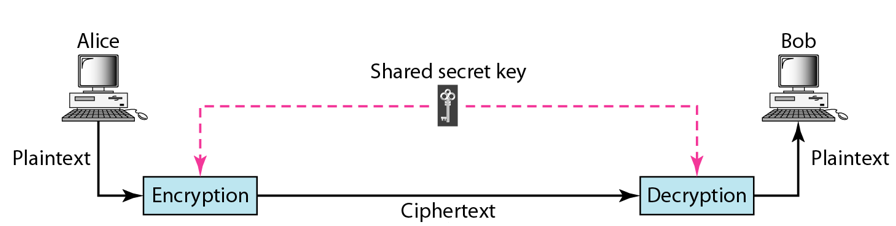 Alice
Bob
Shared secret key
Plaintext
Plaintext
Encryption
Decryption
Ciphertext